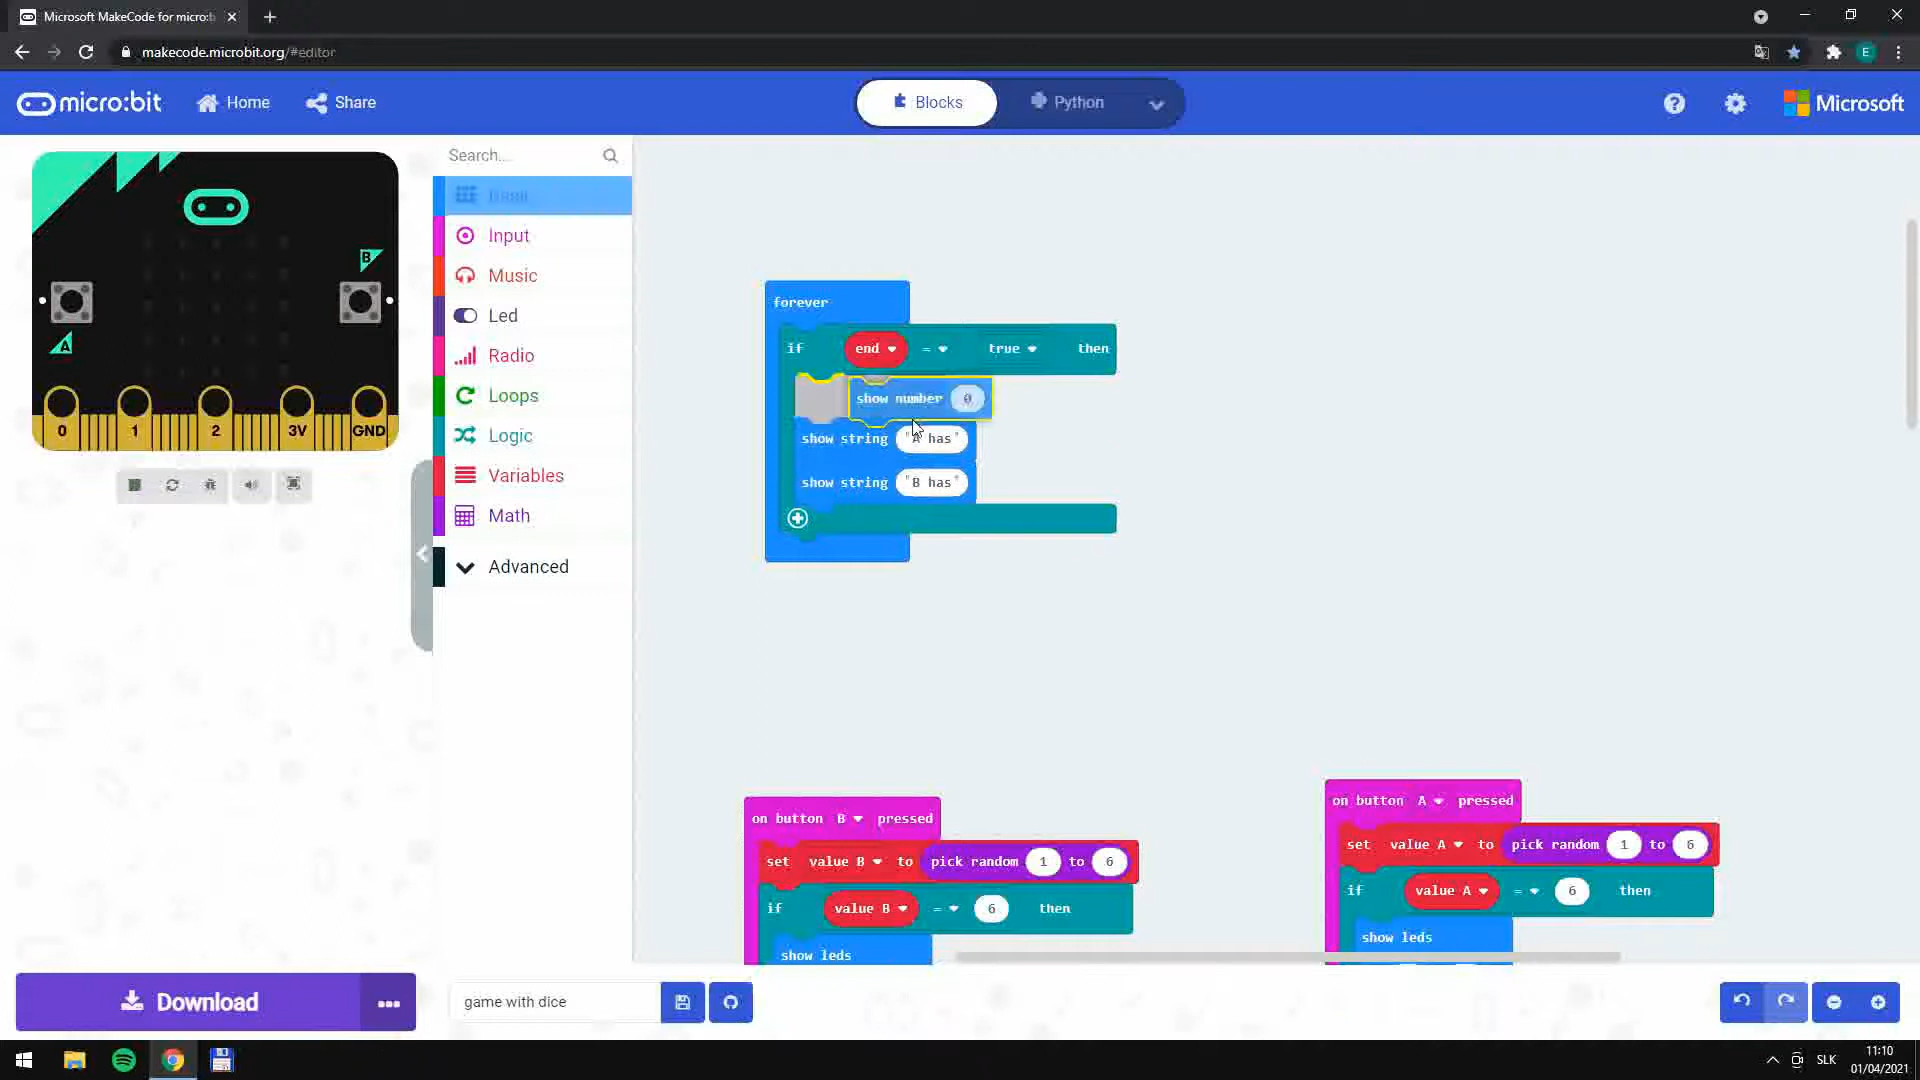 Microsoft MakeCode for micro:b
makecode.microbit.org/#editor
E
micro:bit
Home
Share
Blocks
Python
Microsoft
Search...
Basic
Input
Music
Led
Radio
Loops
Logic
Variables
Math
Advanced
B
A
0 1 2 3V GND
forever
if end = true then
show number 0
show string "A has"
show string "B has"
on button B pressed
set value B to pick random 1 to 6
if value B = 6 then
show leds
on button A pressed
set value A to pick random 1 to 6
if value A = 6 then
show leds
Download
game with dice
SLK
11:10
01/04/2021